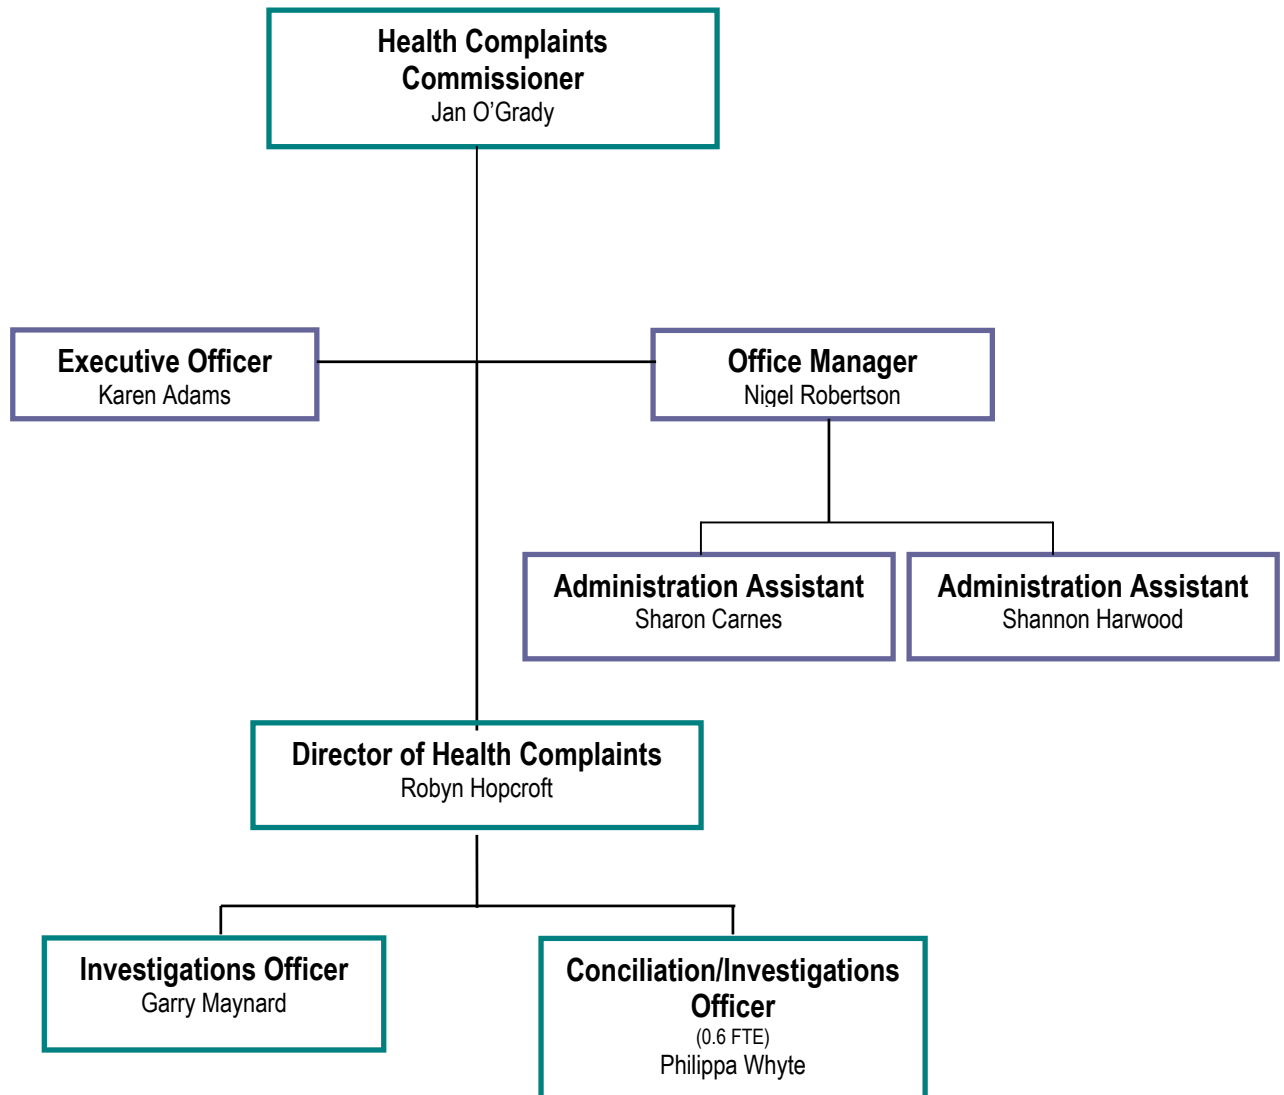 Health Complaints
Commissioner
Jan O’Grady
Executive Officer
Karen Adams
Office Manager
Nigel Robertson
Administration Assistant
Sharon Carnes
Administration Assistant
Shannon Harwood
Director of Health Complaints
Robyn Hopcroft
Investigations Officer
Garry Maynard
Conciliation/Investigations
Officer
(0.6 FTE)
Philippa Whyte